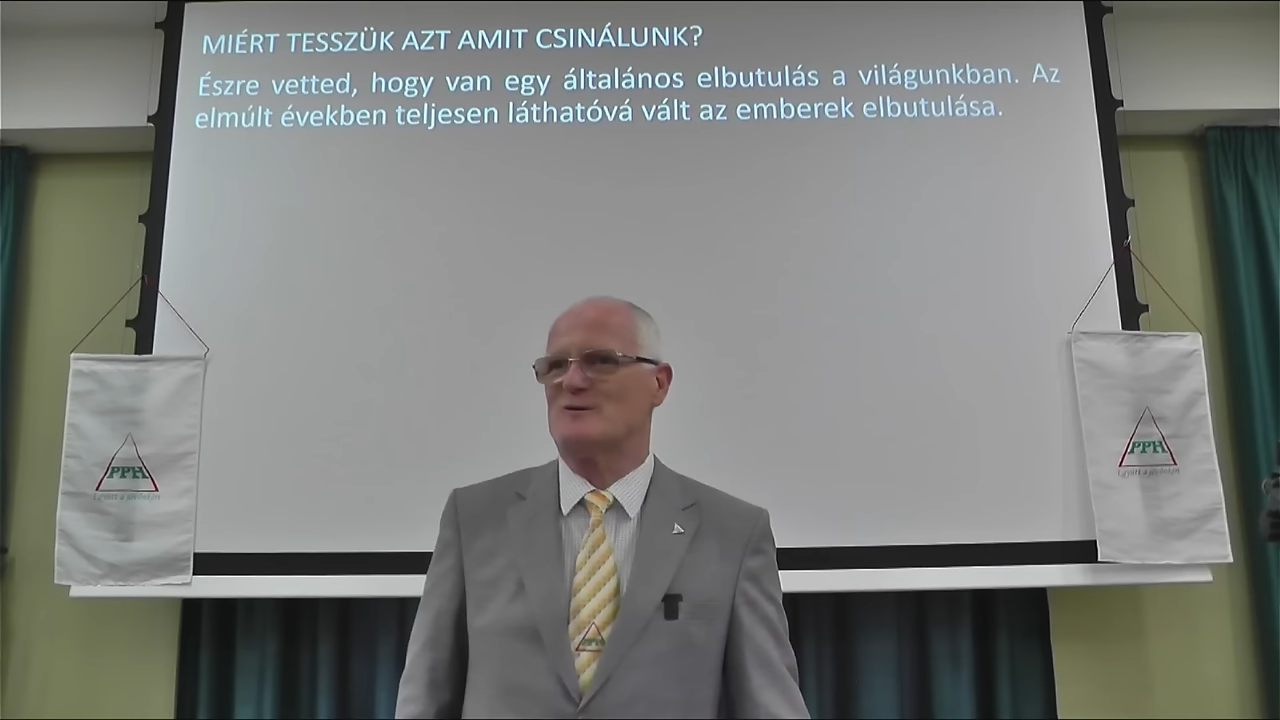 MIÉRT TESSZÜK AZT AMIT CSINÁLUNK?
Észre vetted, hogy van egy általános elbutulás a világunkban. Az
elmúlt években teljesen láthatóvá vált az emberek elbutulása.
PPH
PPH
PPH